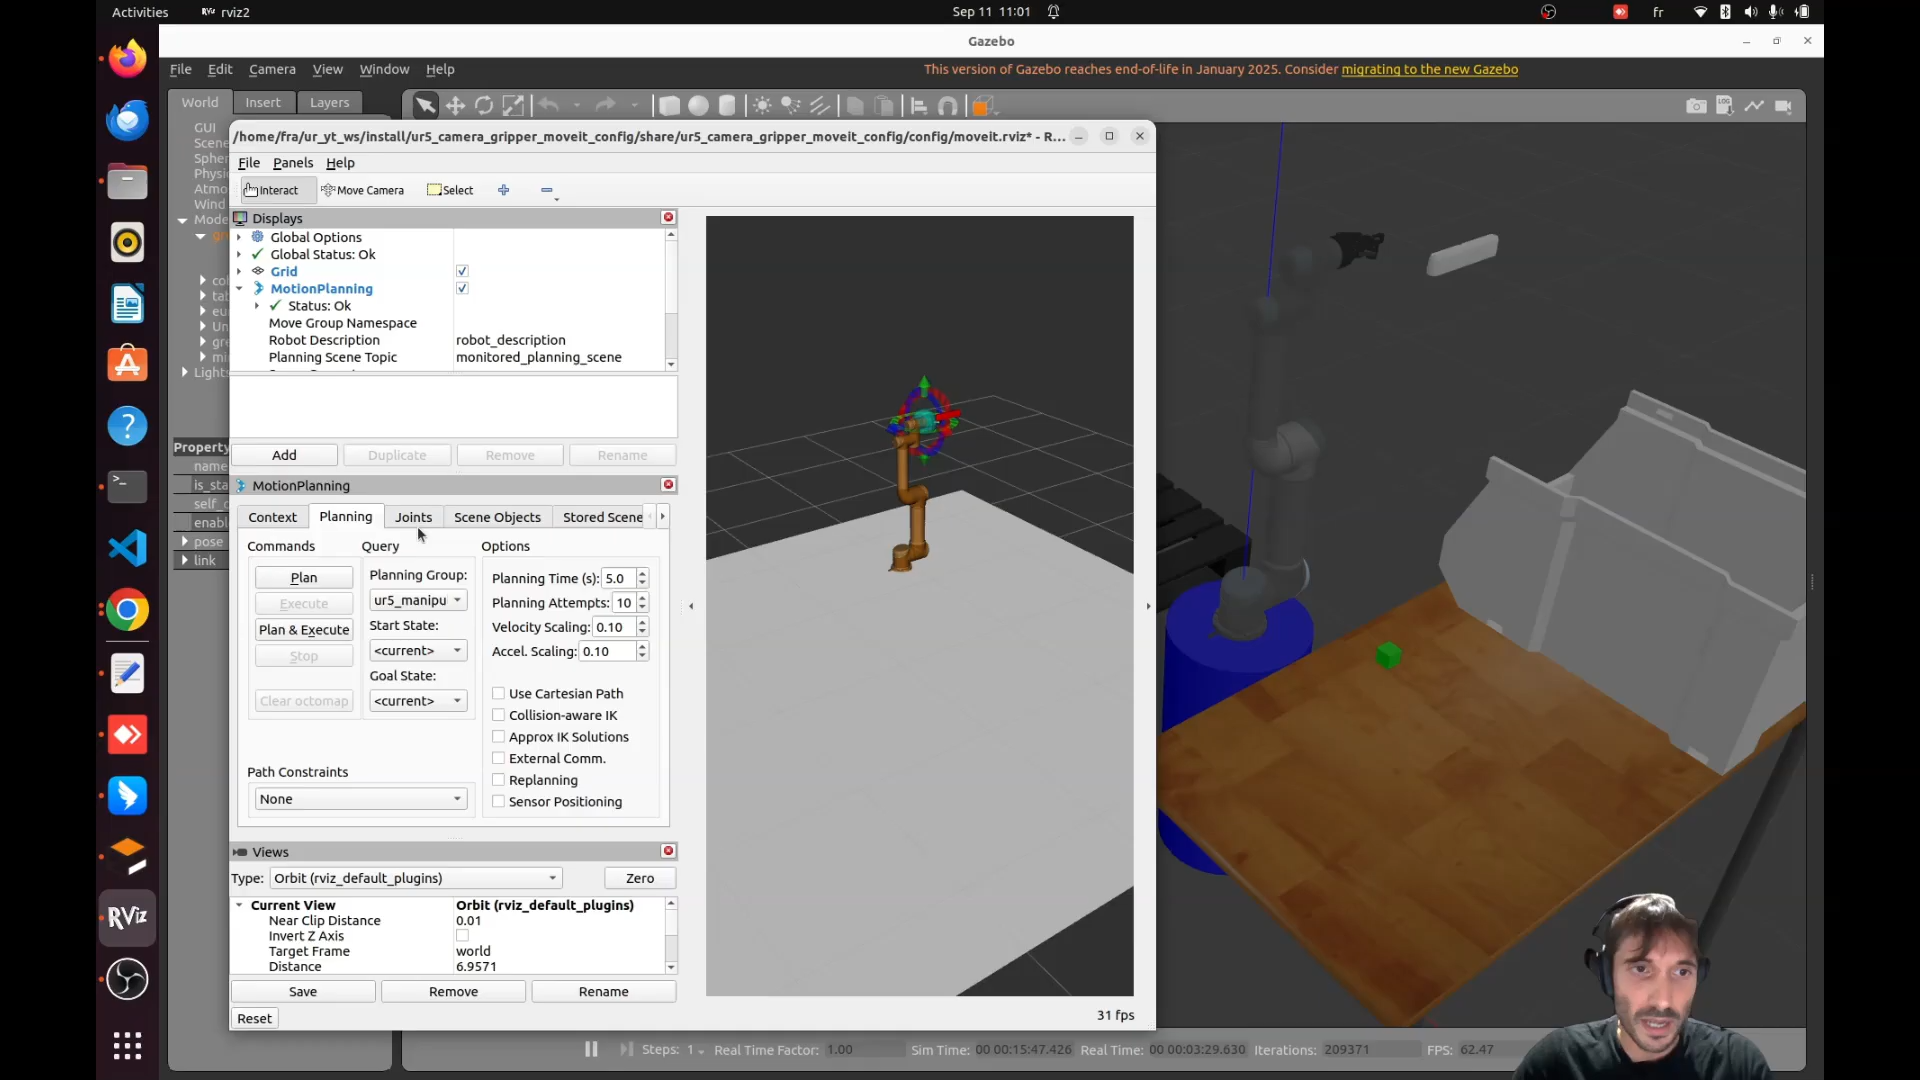 Activities
RViz rviz2
Sep 11 11:01
fr
Gazebo
File Edit Camera View Window Help
This version of Gazebo reaches end-of-life in January 2025. Consider migrating to the new Gazebo
World Insert Layers
GUI
/home/fra/ur_yt_ws/install/ur5_camera_gripper_moveit_config/share/ur5_camera_gripper_moveit_config/config/moveit.rviz* - R...
File Panels Help
Interact Move Camera Select
Displays
Global Options
Global Status: Ok
Grid
MotionPlanning
Status: Ok
Move Group Namespace
Robot Description robot_description
Planning Scene Topic monitored_planning_scene
Lights
Add Duplicate Remove Rename
Property
name
MotionPlanning
Context Planning Joints Scene Objects Stored Scene
Commands Query Options
pose
link
Plan
Execute
Plan & Execute
Stop
Clear octomap
Planning Group:
ur5_manipu
Start State:
<current>
Goal State:
<current>
Planning Time (s): 5.0
Planning Attempts: 10
Velocity Scaling: 0.10
Accel. Scaling: 0.10
Use Cartesian Path
Collision-aware IK
Approx IK Solutions
External Comm.
Replanning
Sensor Positioning
Path Constraints
None
Views
Type: Orbit (rviz_default_plugins) Zero
Current View Orbit (rviz_default_plugins)
Near Clip Distance 0.01
Invert Z Axis
Target Frame world
Distance 6.9571
Save Remove Rename
Reset
31 fps
RViz
Steps: 1 Real Time Factor: 1.00 Sim Time: 00 00:15:47.426 Real Time: 00 00:03:29.630 Iterations: 209371 FPS: 62.47